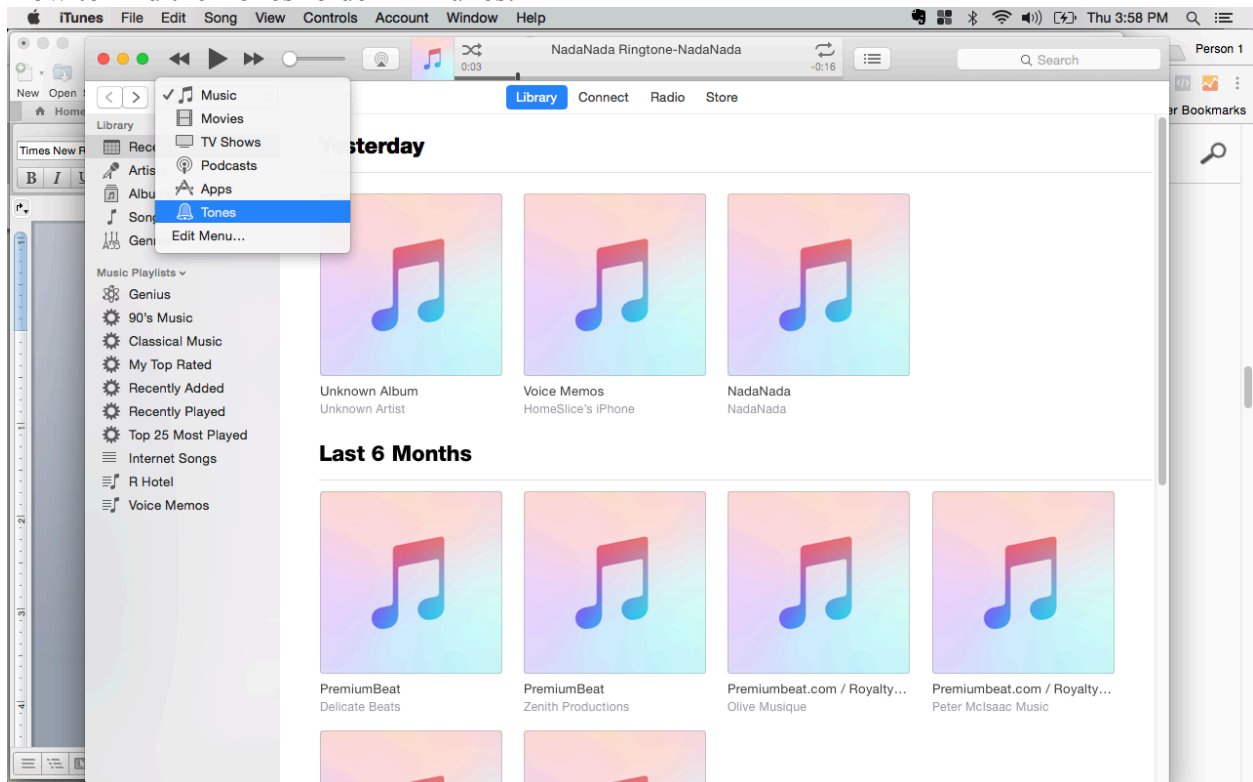 iTunes File Edit Song View Controls Account Window Help Thu 3:58 PM
NadaNada Ringtone-NadaNada
0:03 -0:16
Search
Person 1
New Open
Music
Movies
TV Shows
Podcasts
Apps
Tones
Edit Menu...
Library Connect Radio Store
Bookmarks
Home
Library
Times New R
B I U
Music Playlists
Genius
90's Music
Classical Music
My Top Rated
Recently Added
Recently Played
Top 25 Most Played
Internet Songs
R Hotel
Voice Memos
Yesterday
Unknown Album
Unknown Artist
Voice Memos
HomeSlice's iPhone
NadaNada
NadaNada
Last 6 Months
PremiumBeat
Delicate Beats
PremiumBeat
Zenith Productions
Premiumbeat.com / Royalty...
Olive Musique
Premiumbeat.com / Royalty...
Peter McIsaac Music